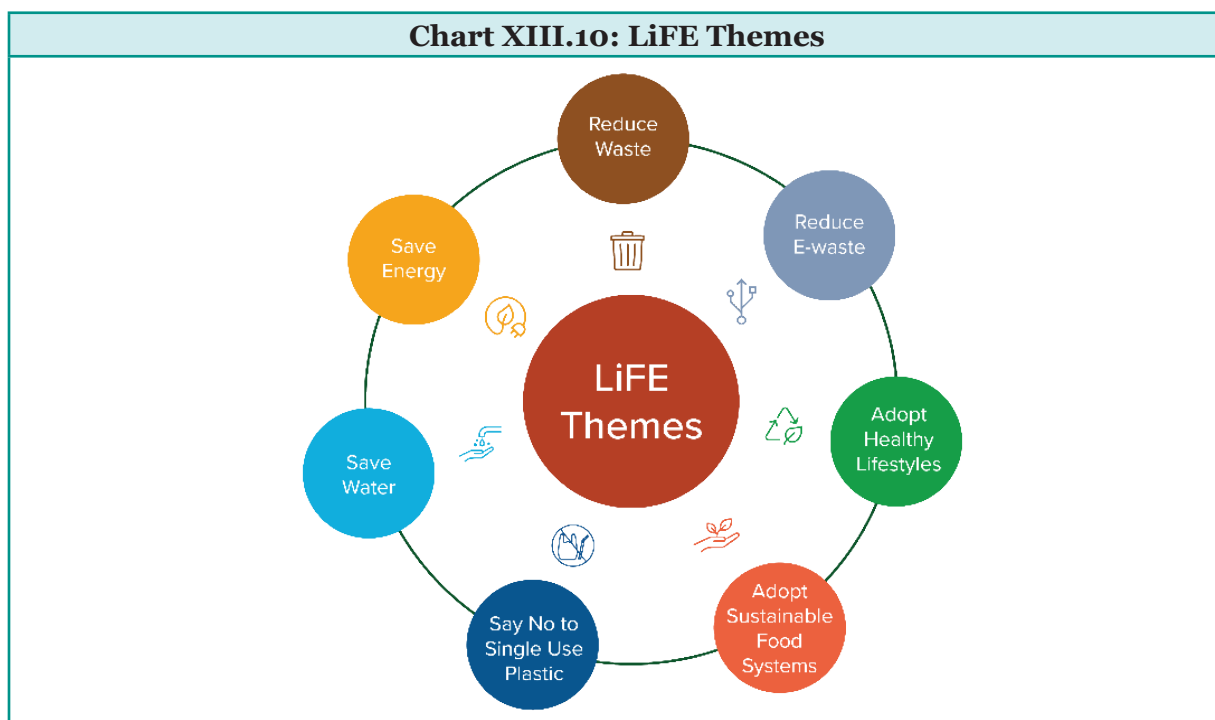 Chart XIII.10: LiFE Themes
Reduce
Waste
Reduce
E-waste
Adopt
Healthy
Lifestyles
Adopt
Sustainable
Food
Systems
Say No to
Single Use
Plastic
Save
Water
Save
Energy
LiFE
Themes